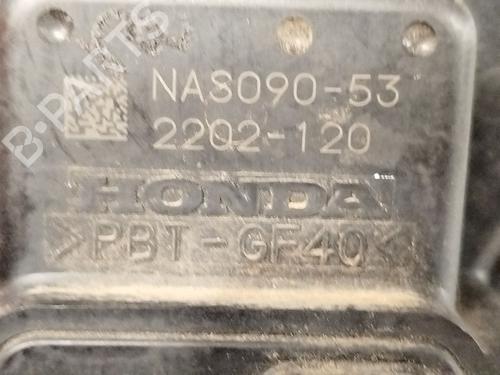 B-PARTS
NAS090-53
2202-120
HONDA
>PBT-GF40<